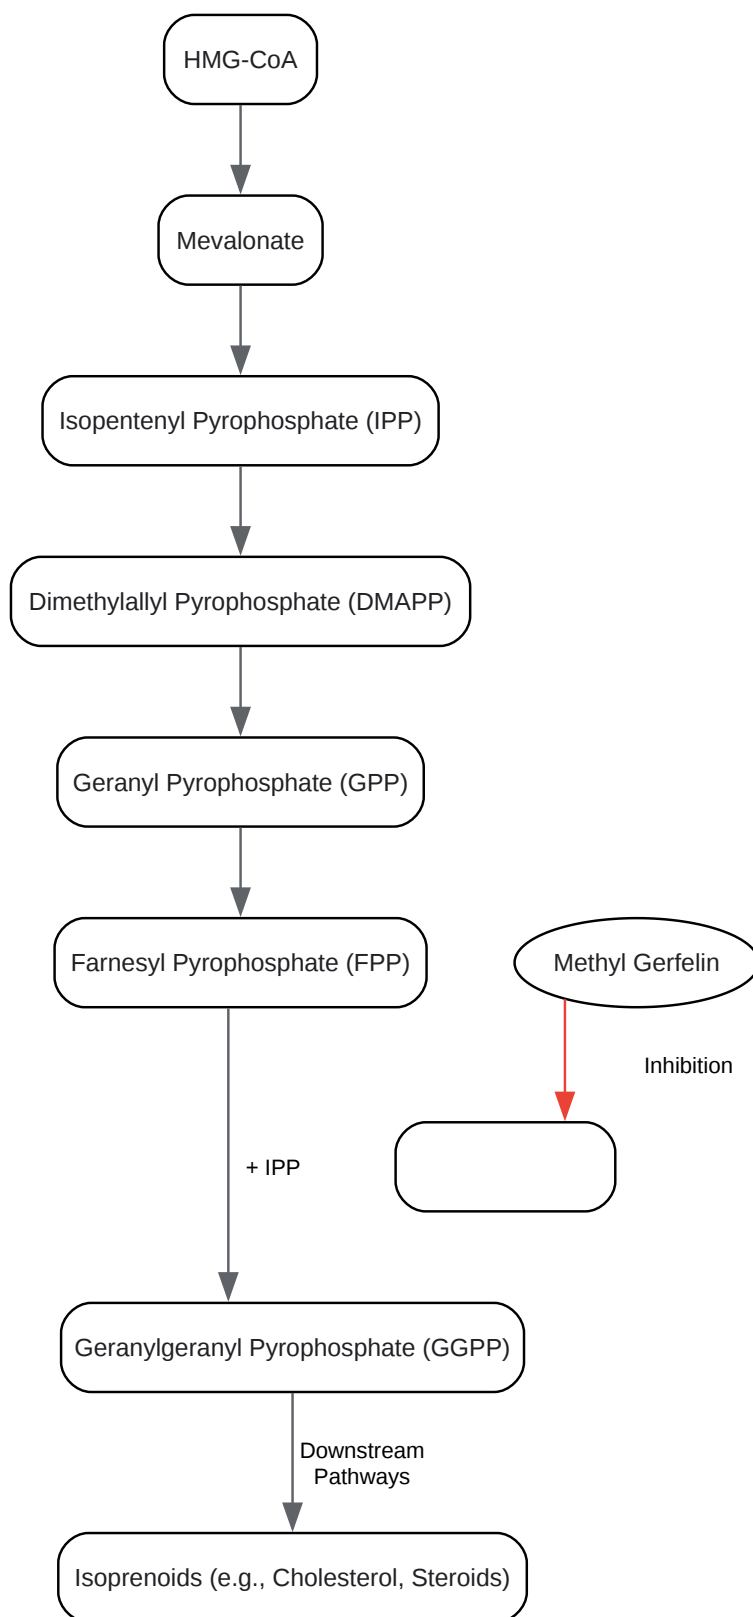 HMG-CoA
Mevalonate
Isopentenyl Pyrophosphate (IPP)
Dimethylallyl Pyrophosphate (DMAPP)
Geranyl Pyrophosphate (GPP)
Farnesyl Pyrophosphate (FPP)
Methyl Gerfelin
Inhibition
+ IPP
Geranylgeranyl Pyrophosphate (GGPP)
Downstream
Pathways
Isoprenoids (e.g., Cholesterol, Steroids)